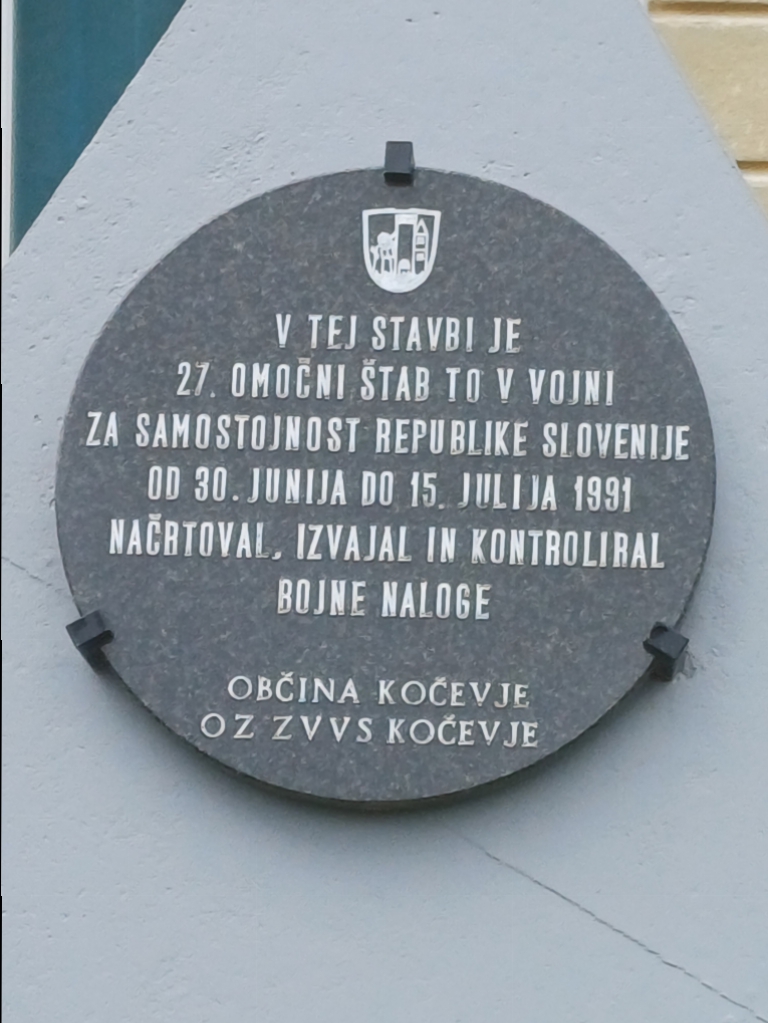 V TEJ STAVBI JE
27. OMOČNI ŠTAB TO V VOJNI
ZA SAMOSTOJNOST REPUBLIKE SLOVENIJE
OD 30. JUNIJA DO 15. JULIJA 1991
NAČRTOVAL, IZVAJAL IN KONTROLIRAL
BOJNE NALOGE
OBČINA KOČEVJE
OZ ZVVS KOČEVJE